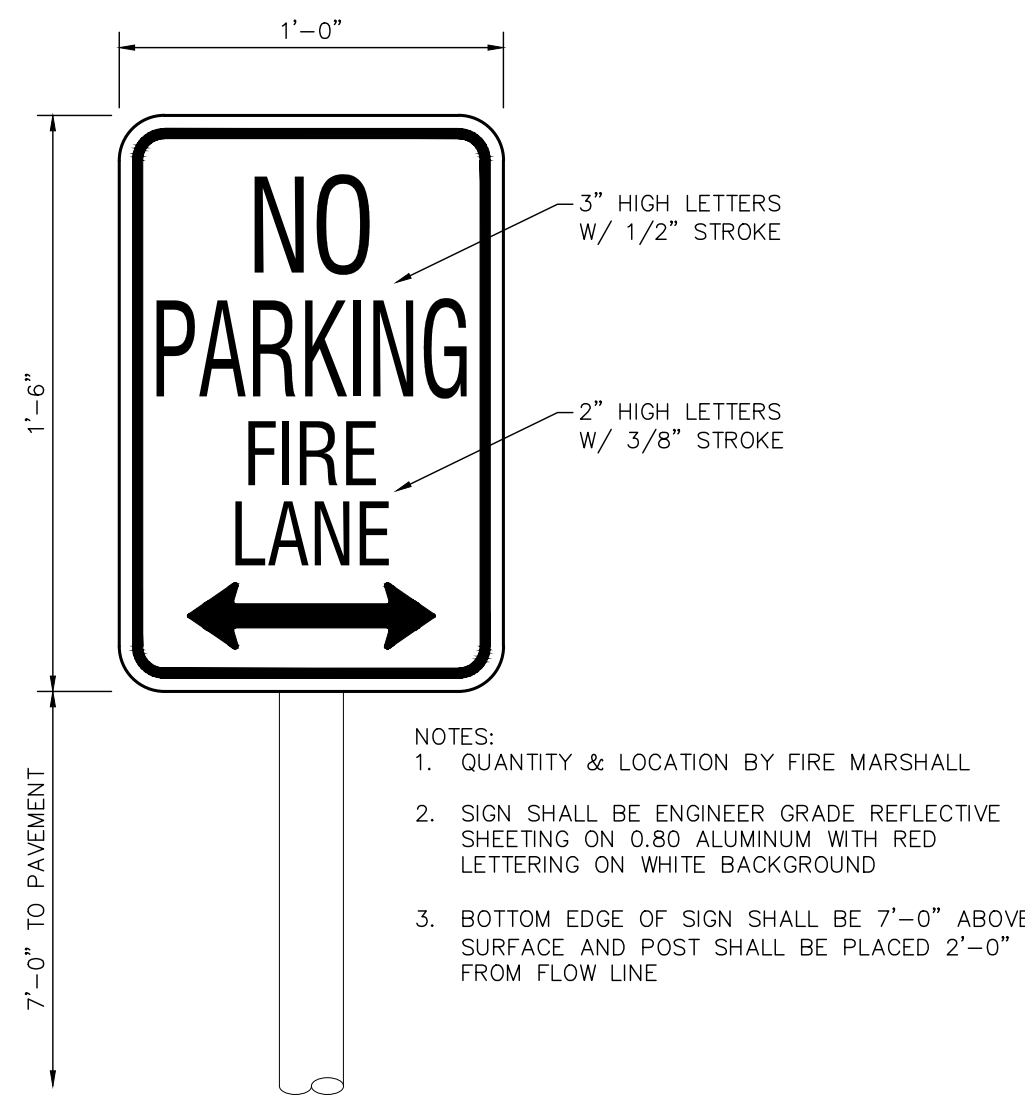 1'-0"
1'-6"
NO
PARKING
FIRE
LANE
3" HIGH LETTERS
W/ 1/2" STROKE
2" HIGH LETTERS
W/ 3/8" STROKE
7'-0" TO PAVEMENT
NOTES:
1. QUANTITY & LOCATION BY FIRE MARSHALL
2. SIGN SHALL BE ENGINEER GRADE REFLECTIVE
SHEETING ON 0.80 ALUMINUM WITH RED
LETTERING ON WHITE BACKGROUND
3. BOTTOM EDGE OF SIGN SHALL BE 7'-0" ABOVE
SURFACE AND POST SHALL BE PLACED 2'-0"
FROM FLOW LINE